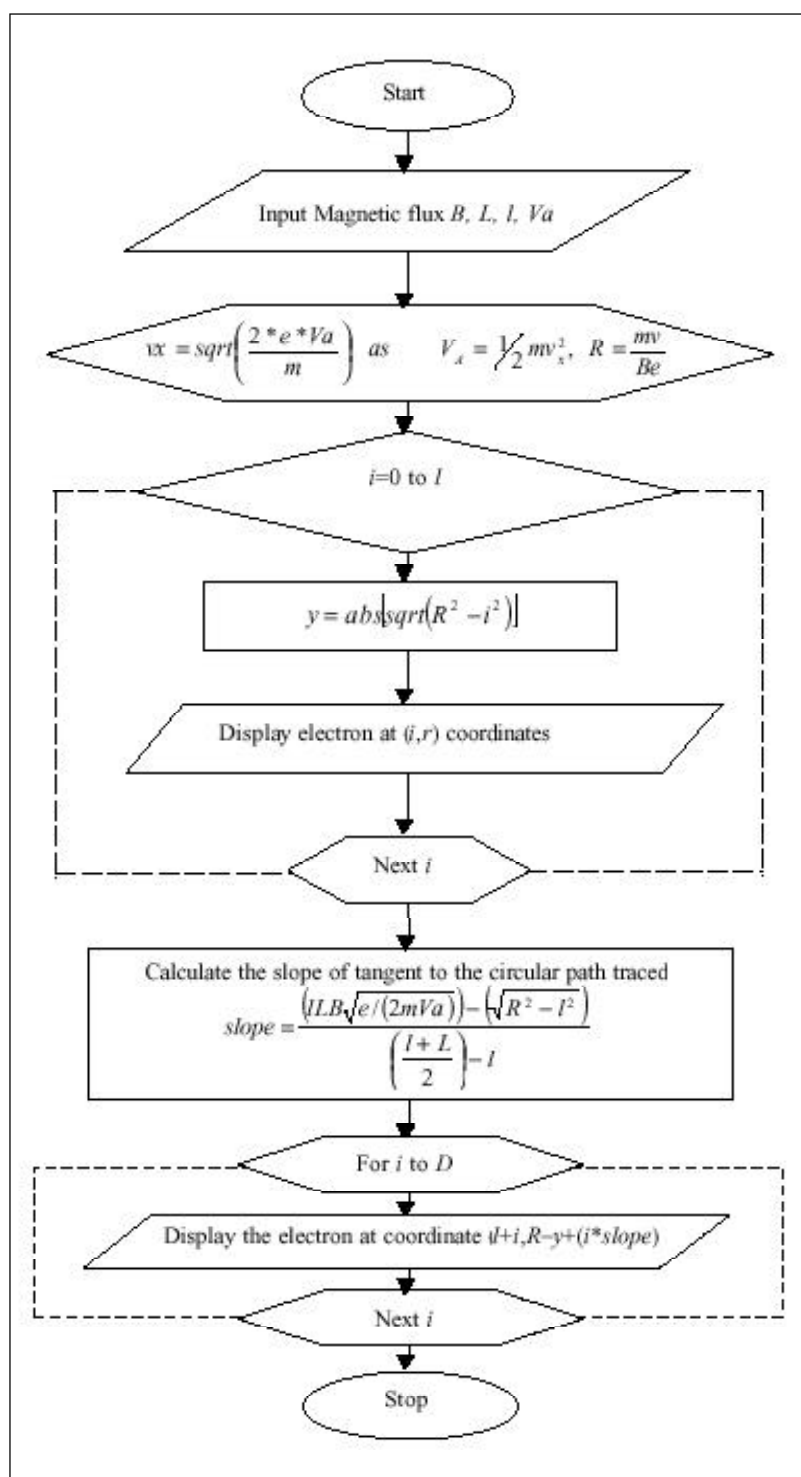 Start
Input Magnetic flux B, L, l, Va
vx = sqrt(2 * e * Va / m) as V_A = 1/2 mv_x^2, R = mv / Be
i=0 to l
y = abs[sqrt(R^2 − i^2)]
Display electron at (i,r) coordinates
Next i
Calculate the slope of tangent to the circular path traced
slope = ((lLB√(e/(2mVa))) − (√(R^2 − l^2))) / (((l + L) / 2) − l)
For i to D
Display the electron at coordinate l+i,R−y+(i*slope)
Next i
Stop